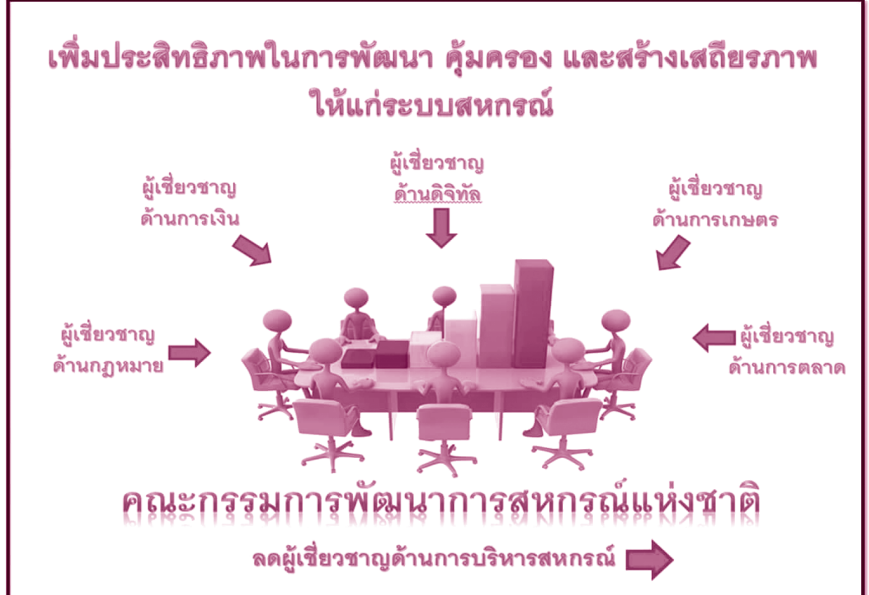 เพิ่มประสิทธิภาพในการพัฒนา คุ้มครอง และสร้างเสถียรภาพ
ให้แก่ระบบสหกรณ์
ผู้เชี่ยวชาญ
ด้านดิจิทัล
ผู้เชี่ยวชาญ
ด้านการเงิน
ผู้เชี่ยวชาญ
ด้านการเกษตร
ผู้เชี่ยวชาญ
ด้านกฎหมาย
ผู้เชี่ยวชาญ
ด้านการตลาด
คณะกรรมการพัฒนาการสหกรณ์แห่งชาติ
ลดผู้เชี่ยวชาญด้านการบริหารสหกรณ์